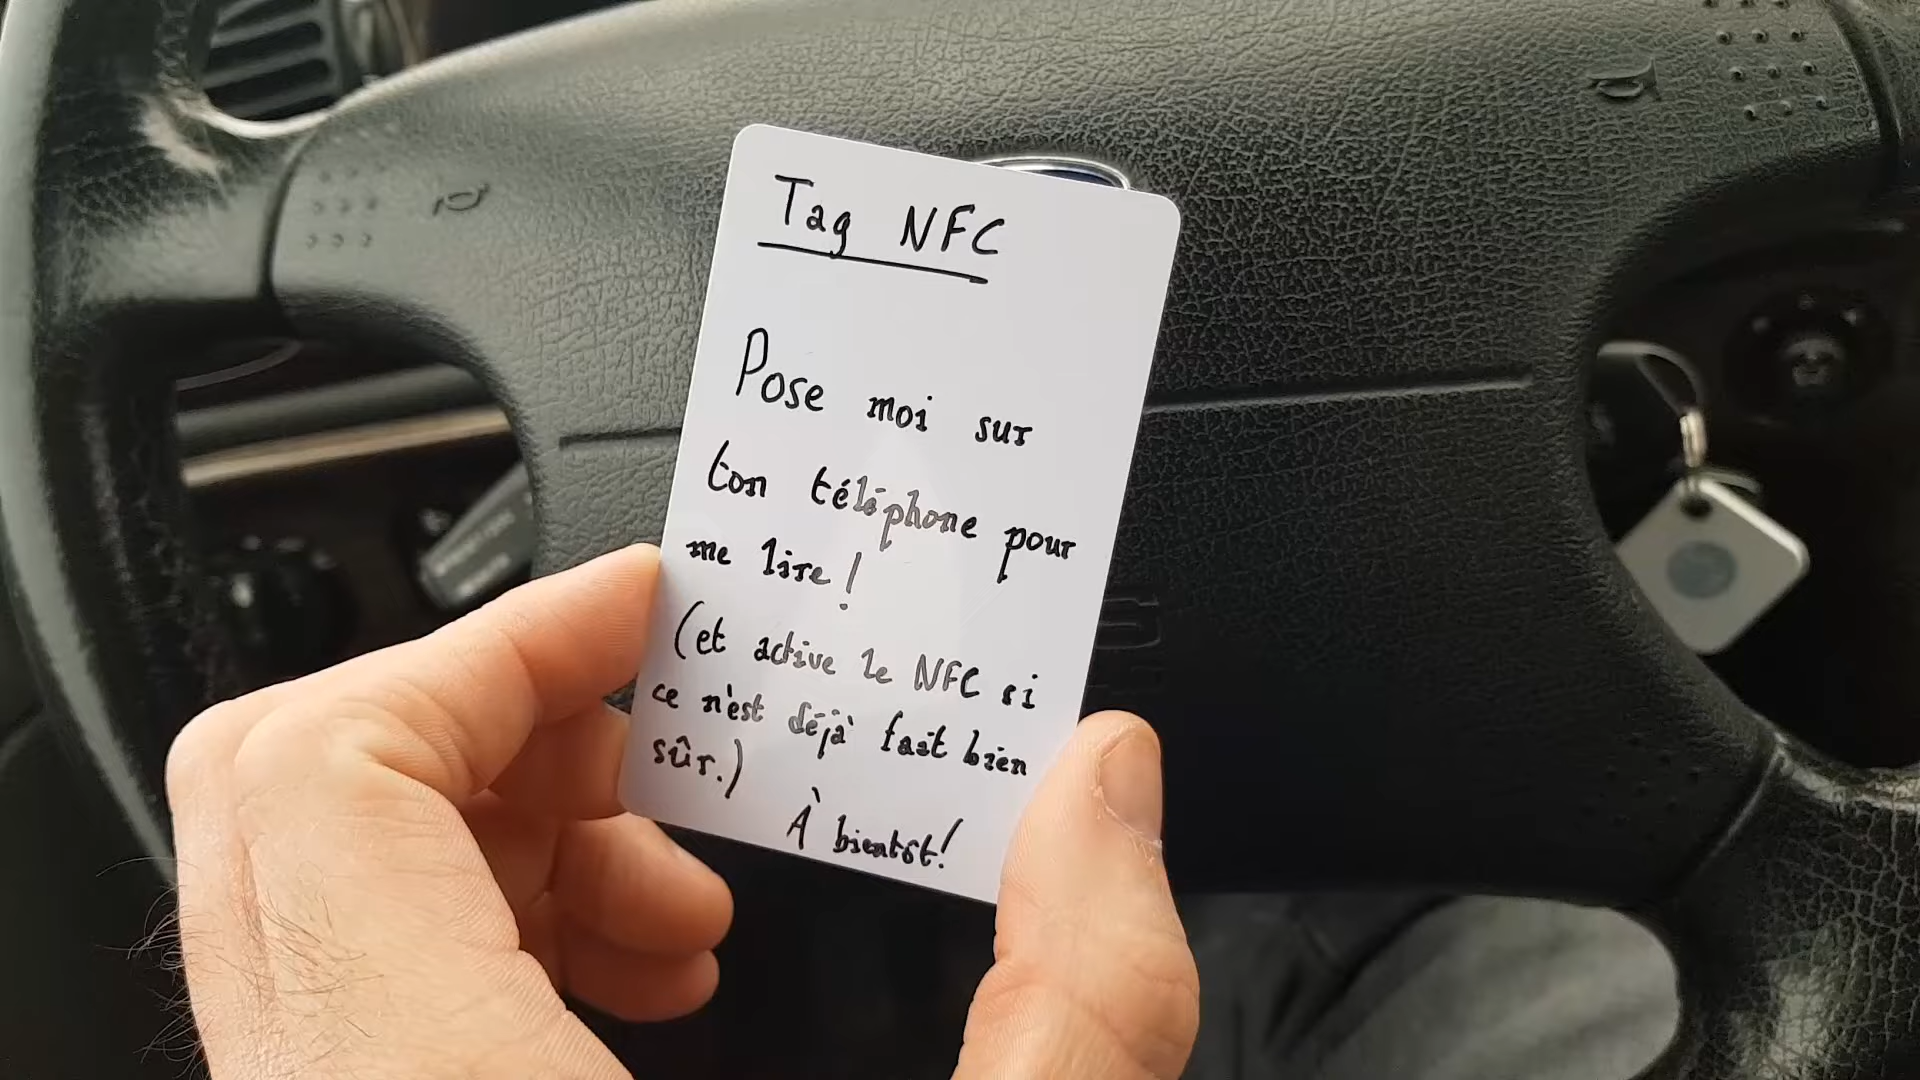 Tag NFC
Pose moi sur
ton téléphone pour
me lire!
(et active le NFC si
ce n'est déjà fait bien
sûr.)
À bientôt!